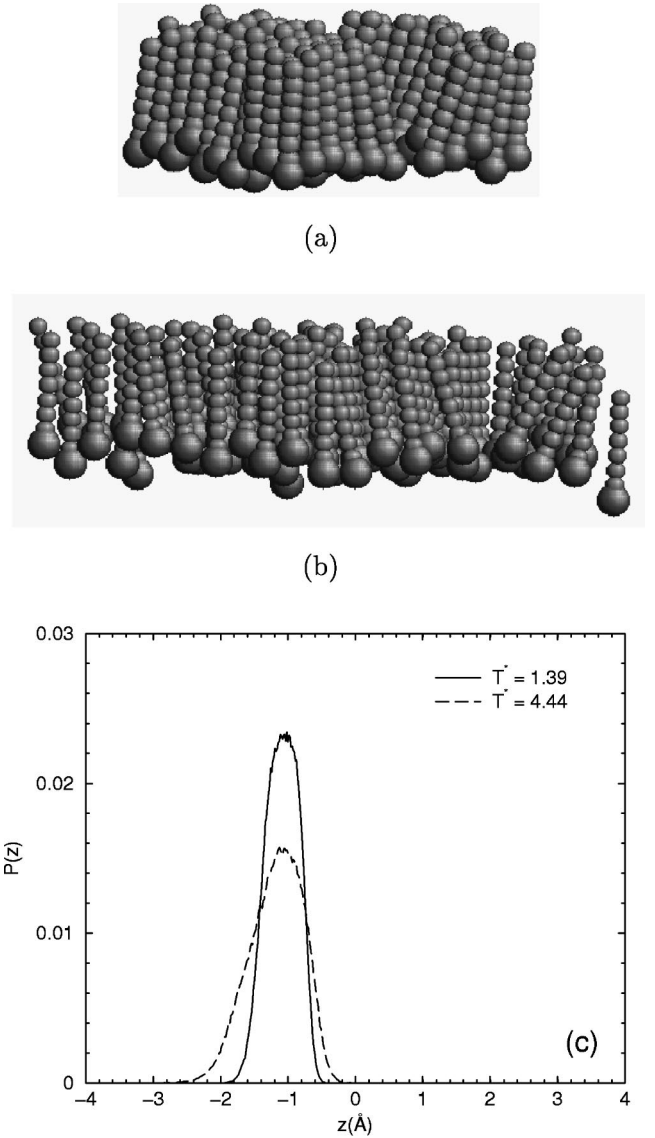 (a)
(b)
0.03
0.02
0.01
0
P(z)
T* = 1.39
T* = 4.44
(c)
−4 −3 −2 −1 0 1 2 3 4
z(Å)